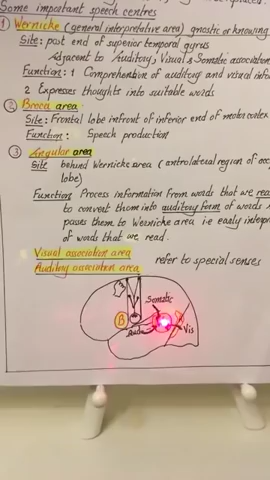 Some important speech centres
① Wernicke (general interpretative area) gnostic or knowing
Site: post end of superior temporal gyrus
Adjacent to Auditory, Visual & Somatic association
Function: 1 Comprehension of auditory and visual infor
2 Expresses thoughts into suitable words
② Broca area:
Site: Frontal lobe infront of inferior end of motor cortex
Function: Speech production
③ Angular area
Site behind Wernicke area (antrolateral region of occ
lobe)
Function Process information from words that we read
to convert them into auditory form of words
passes them to Wernicke area i.e early interp
of words that we read.
Visual association area
Auditory association area
refer to special senses
Somatic
B
Vis